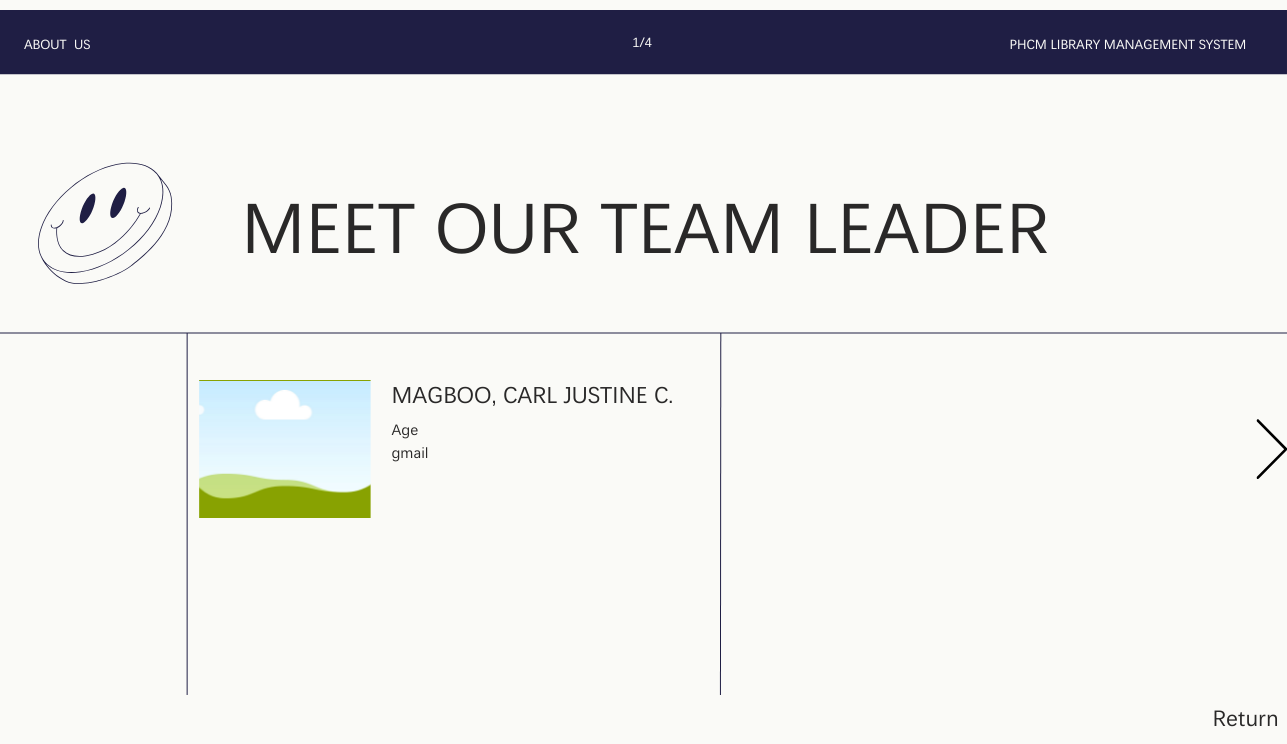 ABOUT US
1/4
PHCM LIBRARY MANAGEMENT SYSTEM
MEET OUR TEAM LEADER
MAGBOO, CARL JUSTINE C.
Age
gmail
Return